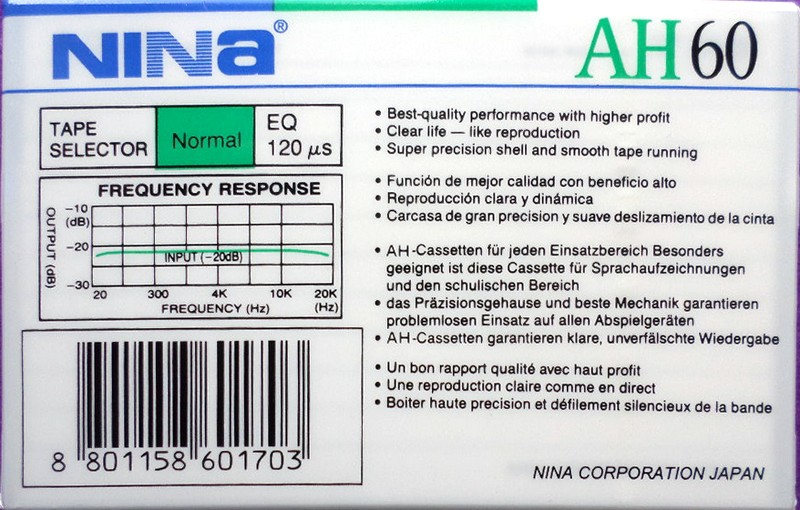 NINa®
AH60
TAPE SELECTOR
Normal
EQ 120 µs
FREQUENCY RESPONSE
OUTPUT (dB)
-10
(dB)
-20
-30
INPUT (-20dB)
20 300 4K 10K 20K
FREQUENCY (Hz) (Hz)
8 801158 601703
• Best-quality performance with higher profit
• Clear life — like reproduction
• Super precision shell and smooth tape running
• Función de mejor calidad con beneficio alto
• Reproducción clara y dinámica
• Carcasa de gran precision y suave deslizamiento de la cinta
• AH-Cassetten für jeden Einsatzbereich Besonders
geeignet ist diese Cassette für Sprachaufzeichnungen
und den schulischen Bereich
• das Präzisionsgehause und beste Mechanik garantieren
problemlosen Einsatz auf allen Abspielgeräten
• AH-Cassetten garantieren klare, unverfälschte Wiedergabe
• Un bon rapport qualité avec haut profit
• Une reproduction claire comme en direct
• Boiter haute precision et défilement silencieux de la bande
NINA CORPORATION JAPAN